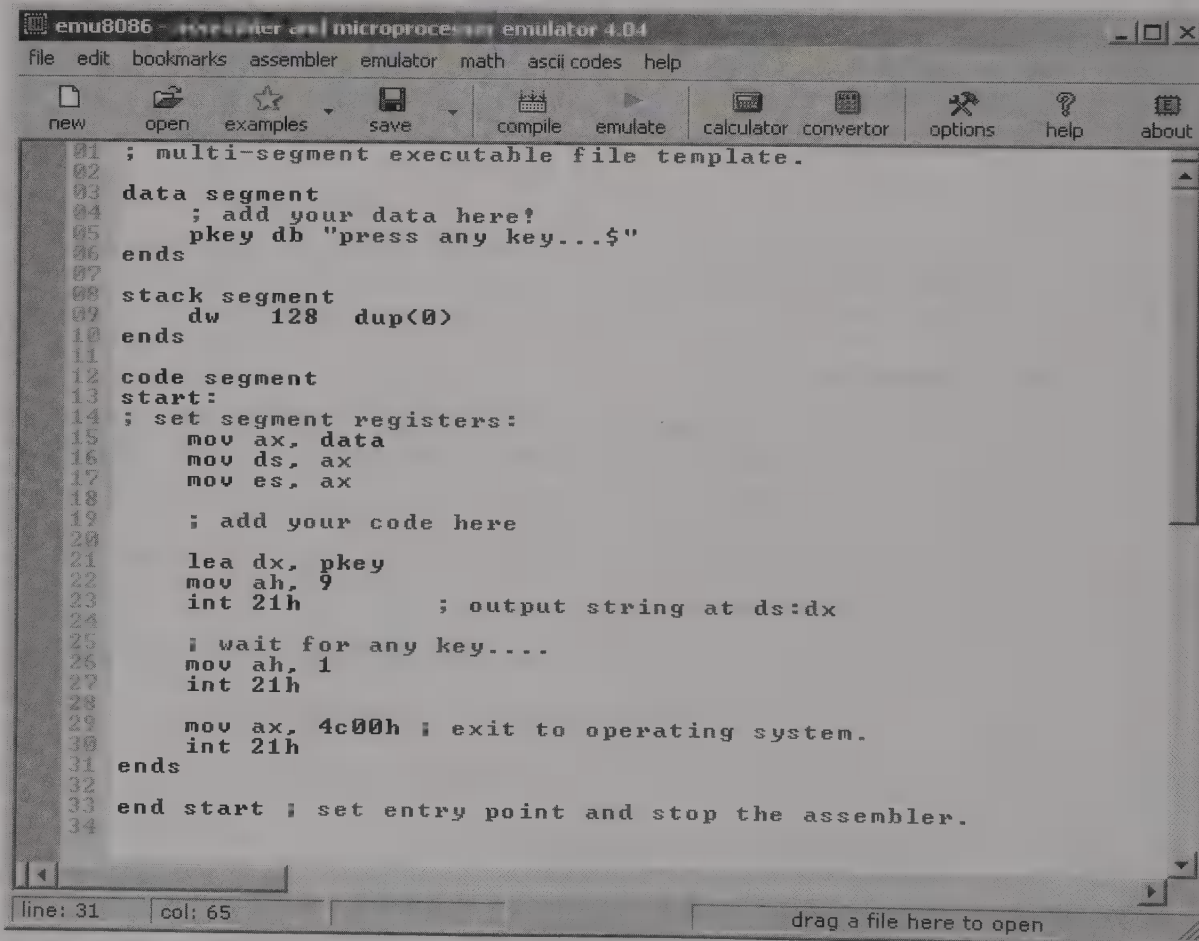 emu8086 - and microprocessor emulator 4.04
file edit bookmarks assembler emulator math ascii codes help
new open examples save compile emulate calculator convertor options help about
01 ; multi-segment executable file template.
02
03 data segment
04 ; add your data here!
05 pkey db "press any key...$"
06 ends
07
08 stack segment
09 dw 128 dup(0)
10 ends
11
12 code segment
13 start:
14 ; set segment registers:
15 mov ax, data
16 mov ds, ax
17 mov es, ax
18
19 ; add your code here
20
21 lea dx, pkey
22 mov ah, 9
23 int 21h ; output string at ds:dx
24
25 ; wait for any key....
26 mov ah, 1
27 int 21h
28
29 mov ax, 4c00h ; exit to operating system.
30 int 21h
31 ends
32
33 end start ; set entry point and stop the assembler.
34
line: 31 col: 65 drag a file here to open